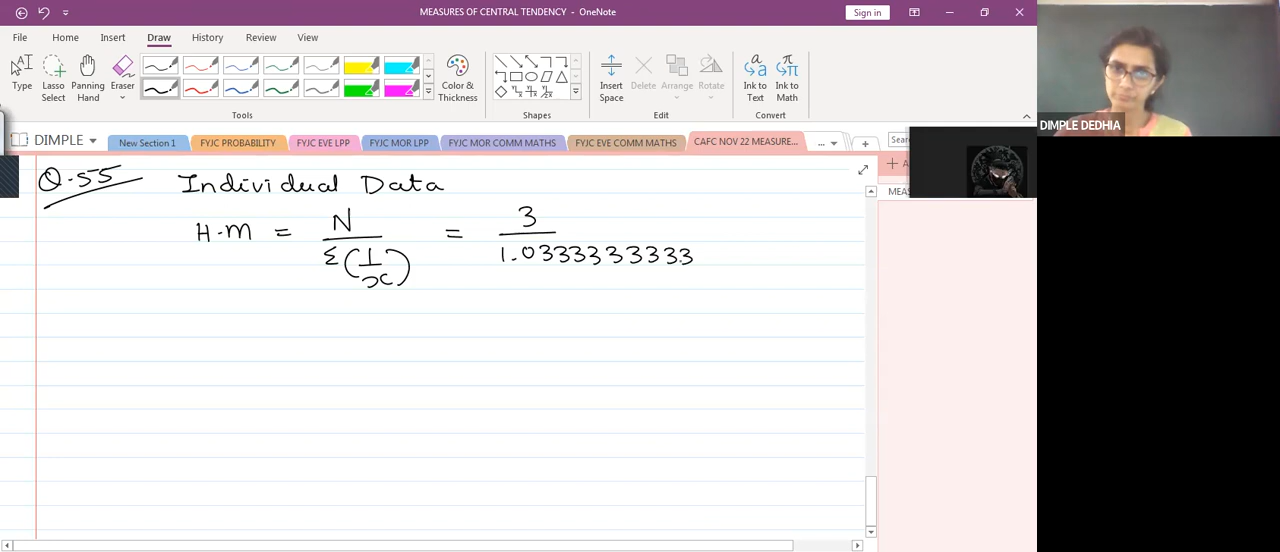 MEASURES OF CENTRAL TENDENCY - OneNote
Sign in
File Home Insert Draw History Review View
Type Lasso Select Panning Hand Eraser Color & Thickness Insert Space Delete Arrange Rotate Ink to Text Ink to Math
Tools Shapes Edit Convert
DIMPLE New Section 1 FYJC PROBABILITY FYJC EVE LPP FYJC MOR LPP FYJC MOR COMM MATHS FYJC EVE COMM MATHS CAFC NOV 22 MEASURE... ...
DIMPLE DEDHIA
Q.55 Individual Data
H.M = N / Σ(1/x) = 3 / 1.0333333333